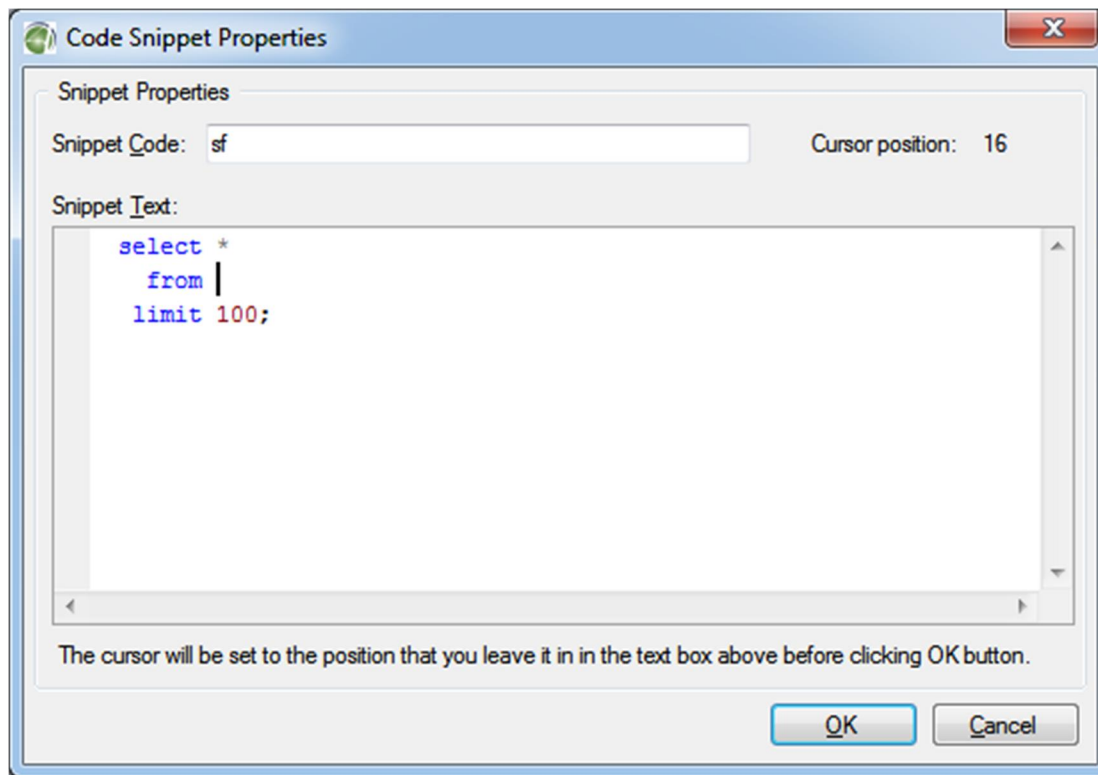 Code Snippet Properties
Snippet Properties
Snippet Code: sf Cursor position: 16
Snippet Text:
select *
from
limit 100;
The cursor will be set to the position that you leave it in in the text box above before clicking OK button.
OK Cancel